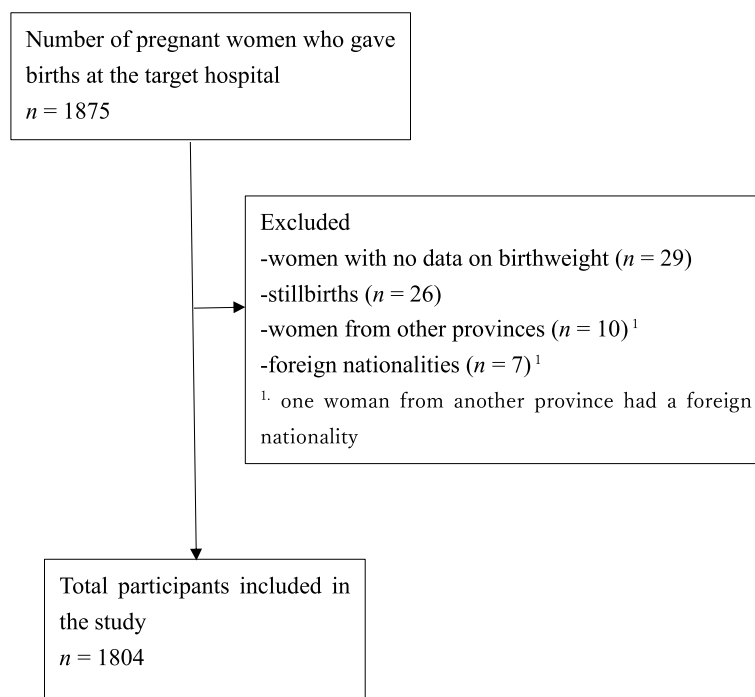 Number of pregnant women who gave
births at the target hospital
n = 1875
Excluded
-women with no data on birthweight (n = 29)
-stillbirths (n = 26)
-women from other provinces (n = 10) 1
-foreign nationalities (n = 7) 1
1. one woman from another province had a foreign
nationality
Total participants included in
the study
n = 1804